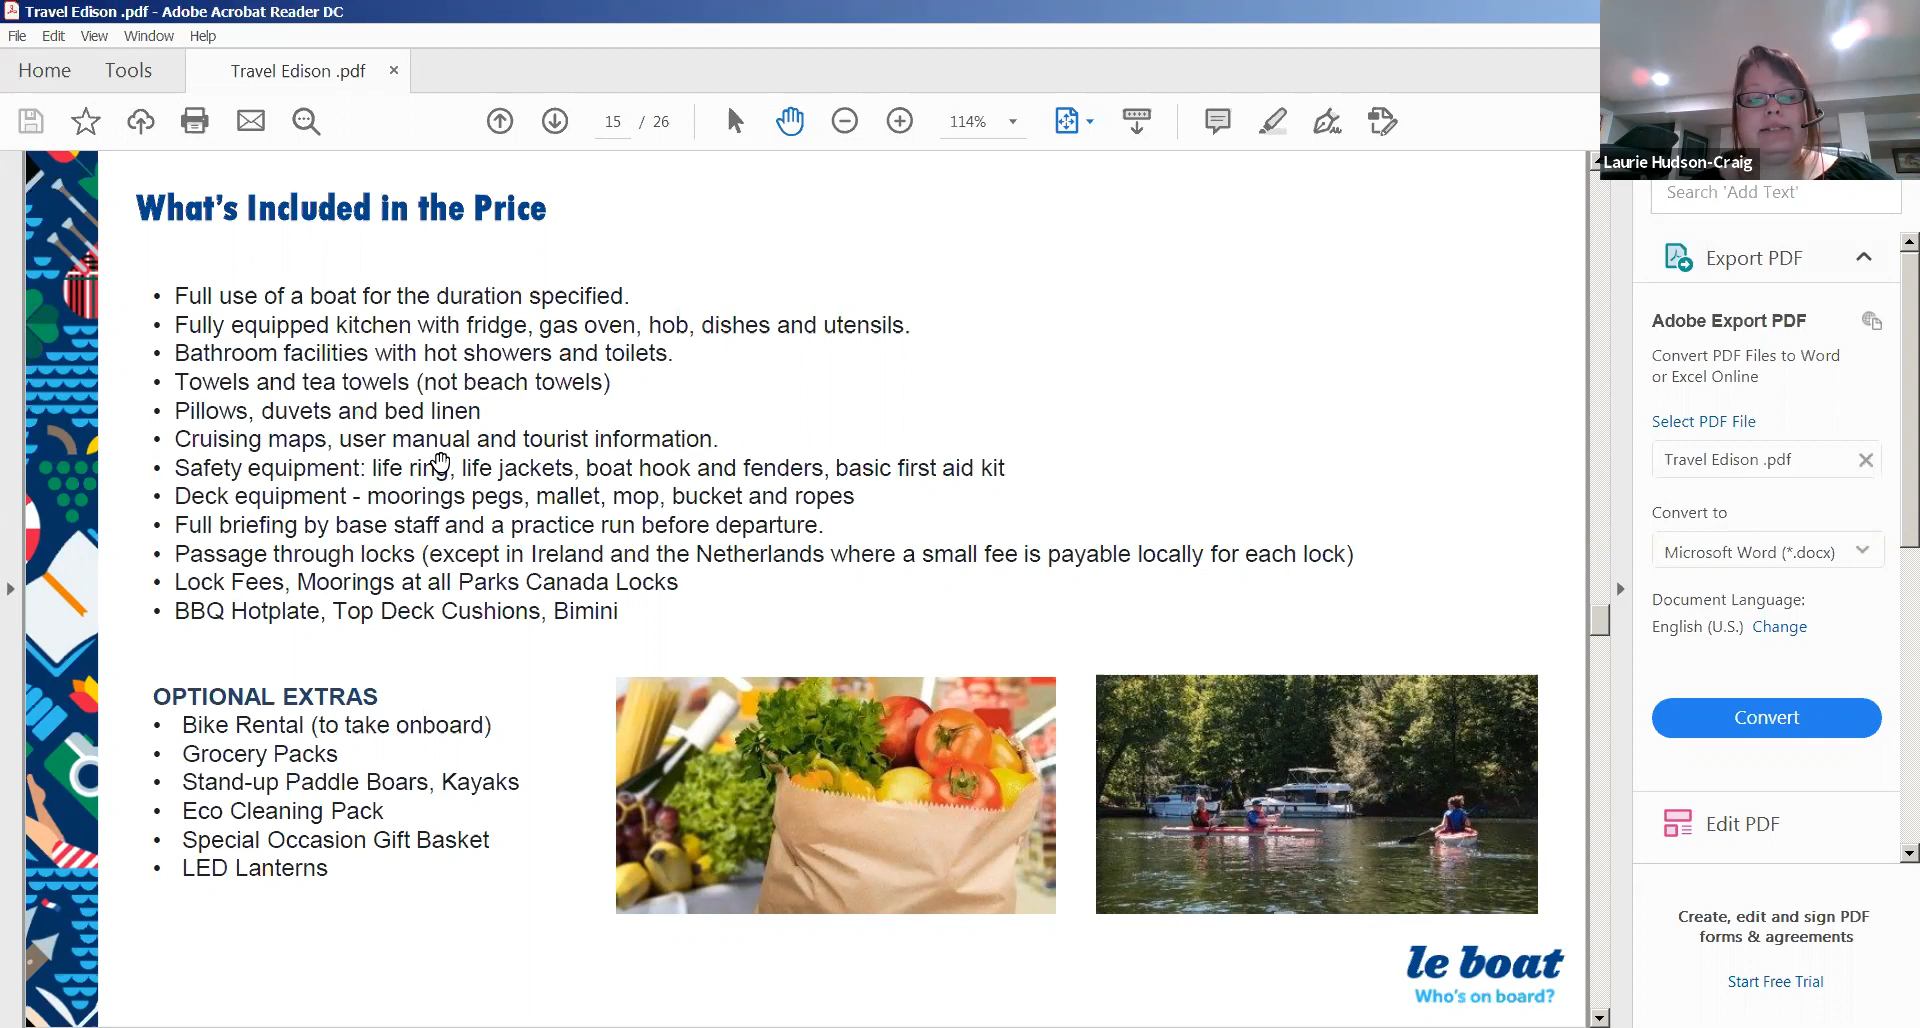 Travel Edison .pdf - Adobe Acrobat Reader DC
File Edit View Window Help
Home Tools Travel Edison .pdf ×
15 / 26 114%
Laurie Hudson-Craig
What's Included in the Price
• Full use of a boat for the duration specified.
• Fully equipped kitchen with fridge, gas oven, hob, dishes and utensils.
• Bathroom facilities with hot showers and toilets.
• Towels and tea towels (not beach towels)
• Pillows, duvets and bed linen
• Cruising maps, user manual and tourist information.
• Safety equipment: life ring, life jackets, boat hook and fenders, basic first aid kit
• Deck equipment - moorings pegs, mallet, mop, bucket and ropes
• Full briefing by base staff and a practice run before departure.
• Passage through locks (except in Ireland and the Netherlands where a small fee is payable locally for each lock)
• Lock Fees, Moorings at all Parks Canada Locks
• BBQ Hotplate, Top Deck Cushions, Bimini
OPTIONAL EXTRAS
• Bike Rental (to take onboard)
• Grocery Packs
• Stand-up Paddle Boars, Kayaks
• Eco Cleaning Pack
• Special Occasion Gift Basket
• LED Lanterns
le boat
Who's on board?
Search 'Add Text'
Export PDF
Adobe Export PDF
Convert PDF Files to Word
or Excel Online
Select PDF File
Travel Edison .pdf
Convert to
Microsoft Word (*.docx)
Document Language:
English (U.S.) Change
Convert
Edit PDF
Create, edit and sign PDF
forms & agreements
Start Free Trial